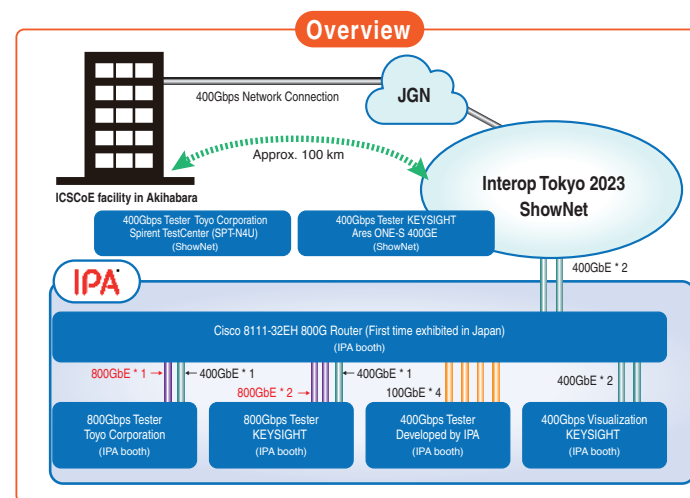 Overview
400Gbps Network Connection
JGN
Approx. 100 km
ICSCoE facility in Akihabara
Interop Tokyo 2023
ShowNet
400Gbps Tester Toyo Corporation
Spirent TestCenter (SPT-N4U)
(ShowNet)
400Gbps Tester KEYSIGHT
Ares ONE-S 400GE
(ShowNet)
400GbE * 2
IPA
Cisco 8111-32EH 800G Router (First time exhibited in Japan)
(IPA booth)
800GbE * 1
400GbE * 1
800GbE * 2
400GbE * 1
100GbE * 4
400GbE * 2
800Gbps Tester
Toyo Corporation
(IPA booth)
800Gbps Tester
KEYSIGHT
(IPA booth)
400Gbps Tester
Developed by IPA
(IPA booth)
400Gbps Visualization
KEYSIGHT
(IPA booth)